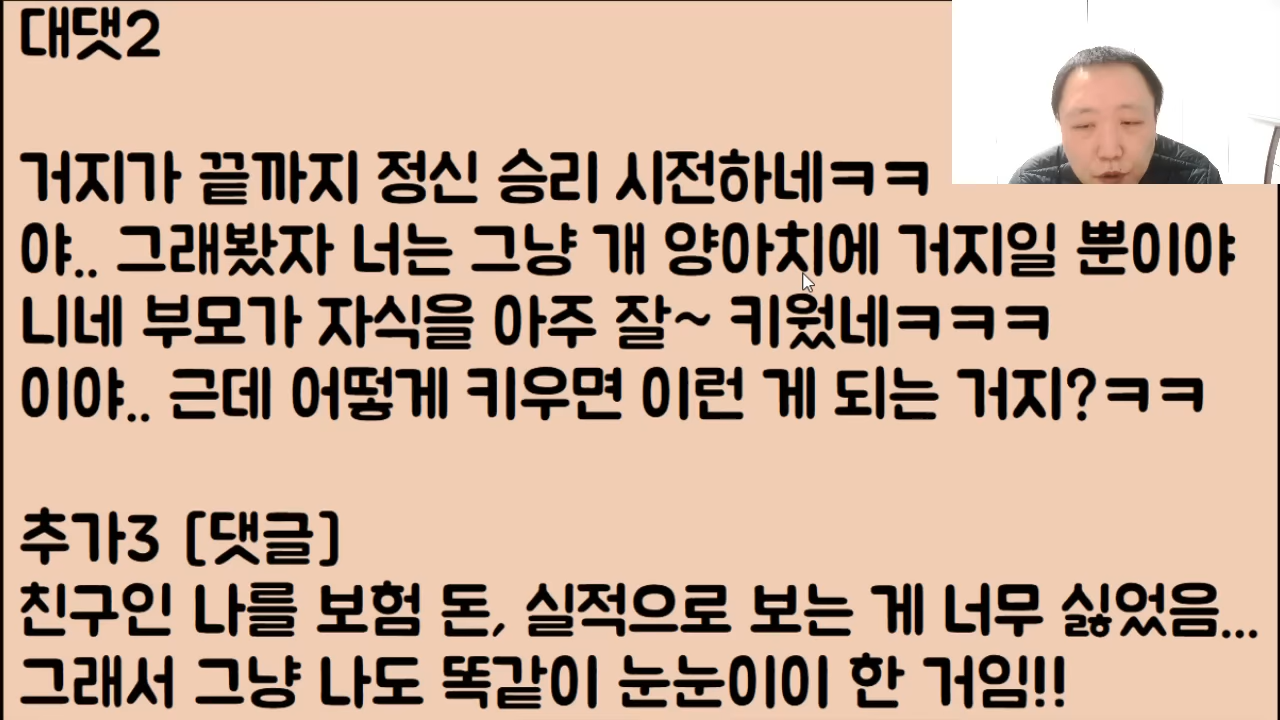 대댓2
거지가 끝까지 정신 승리 시전하네ㅋㅋ
야.. 그래봤자 너는 그냥 개 양아치에 거지일 뿐이야
니네 부모가 자식을 아주 잘~ 키웠네ㅋㅋㅋ
이야.. 근데 어떻게 키우면 이런 게 되는 거지?ㅋㅋ
추가3 [댓글]
친구인 나를 보험 돈, 실적으로 보는 게 너무 싫었음...
그래서 그냥 나도 똑같이 눈눈이이 한 거임!!